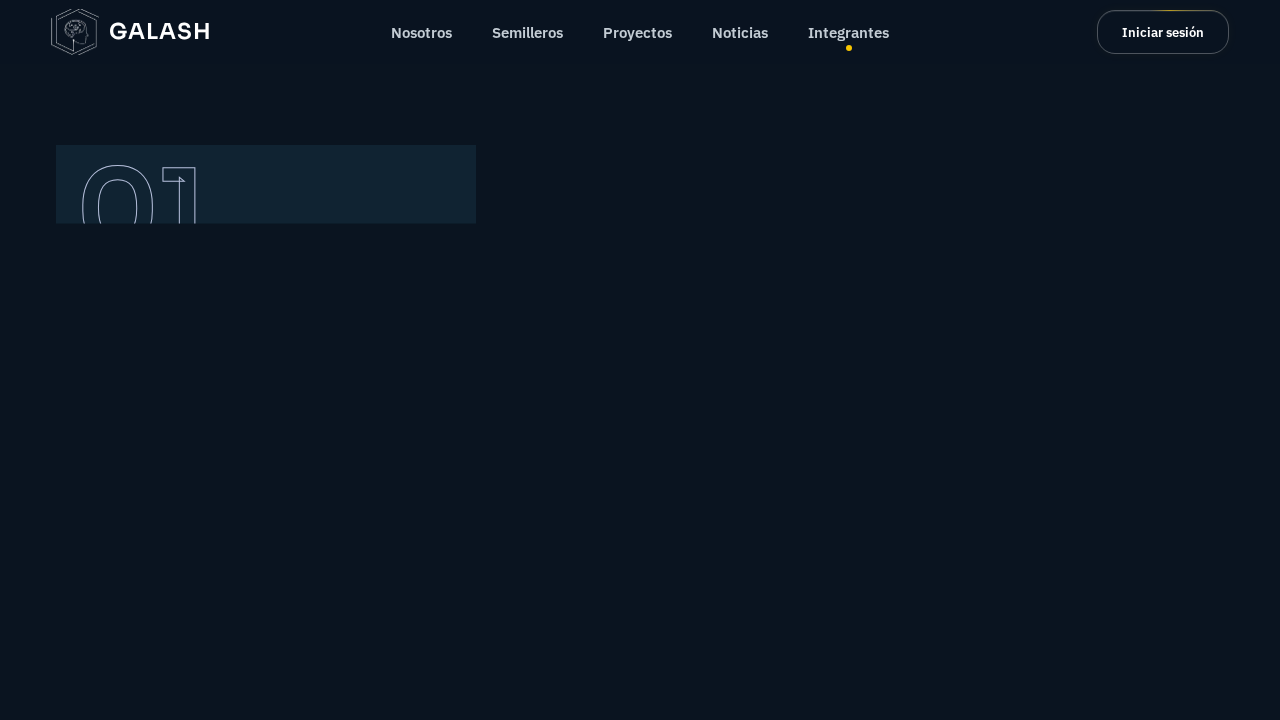 GALASH
Nosotros
Semilleros
Proyectos
Noticias
Integrantes
Iniciar sesión
01